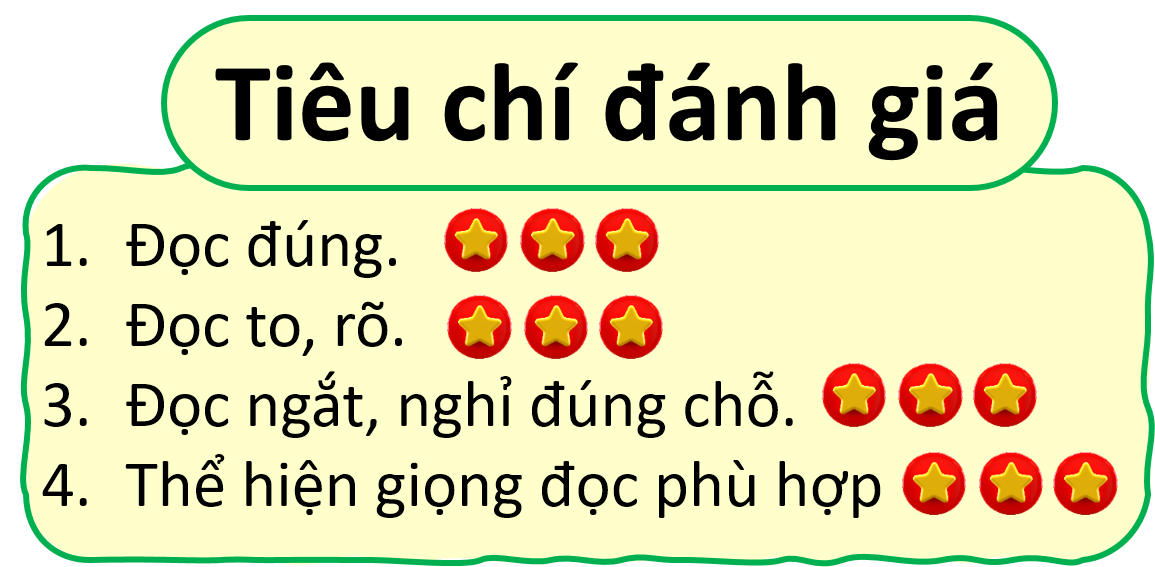 Tiêu chí đánh giá
1. Đọc đúng.
2. Đọc to, rõ.
3. Đọc ngắt, nghỉ đúng chỗ.
4. Thể hiện giọng đọc phù hợp